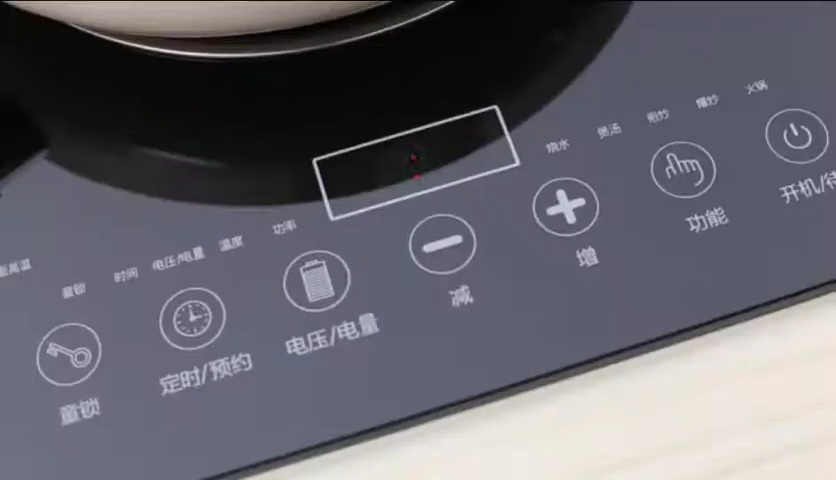 童锁 时间 电压/电量 温度 功率
烧水 煲汤 煎炒 爆炒 火锅
童锁
定时/预约
电压/电量
减
增
功能
开机/待